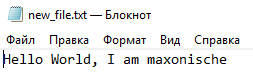 new_file.txt — Блокнот
Файл Правка Формат Вид Справка
Hello World, I am maxonische